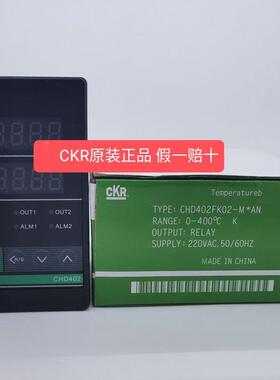 CKR原装正品 假一赔十
OUT1 OUT2
ALM1 ALM2
<R/S
CHD402
CKR
Temperatureb
TYPE: CHD402FK02-M*AN
RANGE: 0-400℃ K
OUTPUT: RELAY
SUPPLY: 220VAC. 50/60HZ
MADE IN CHINA